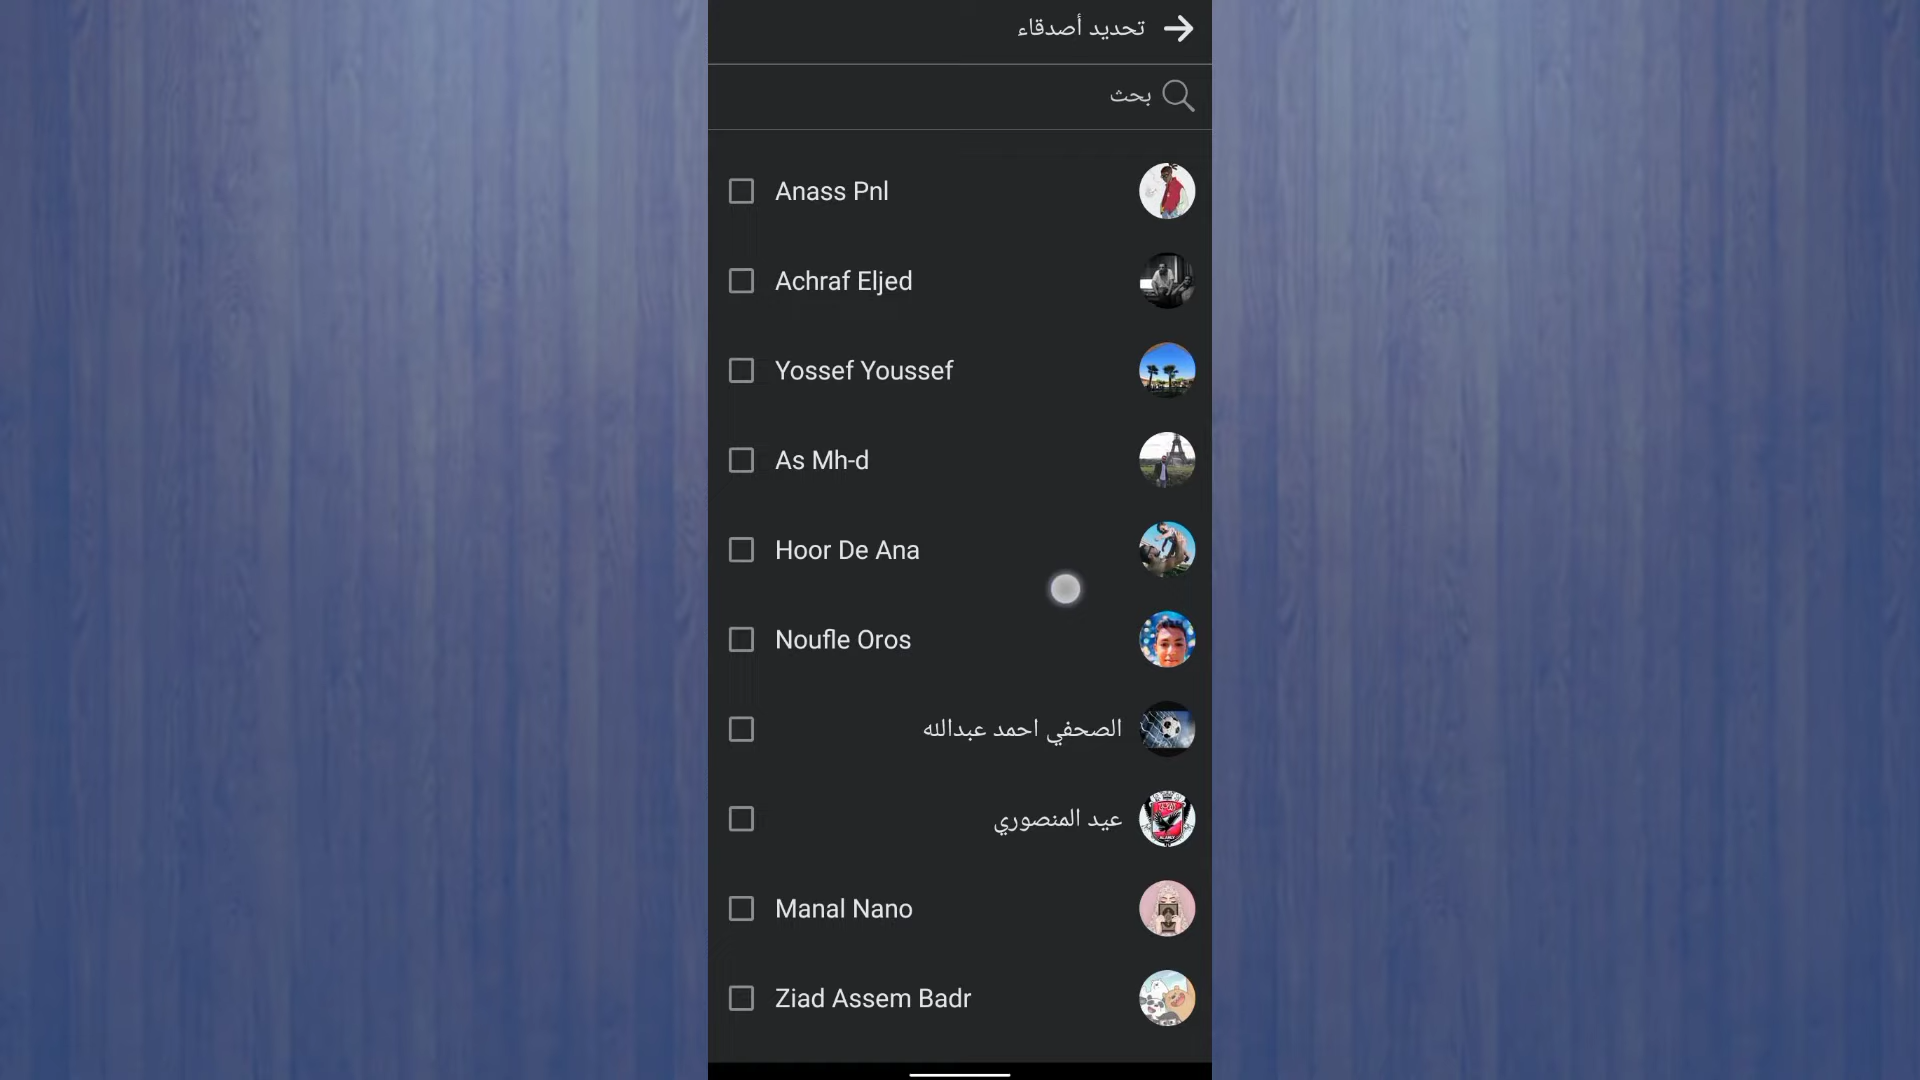 تحديد أصدقاء
بحث
Anass Pnl
Achraf Eljed
Yossef Youssef
As Mh-d
Hoor De Ana
Noufle Oros
الصحفي احمد عبدالله
عيد المنصوري
Manal Nano
Ziad Assem Badr